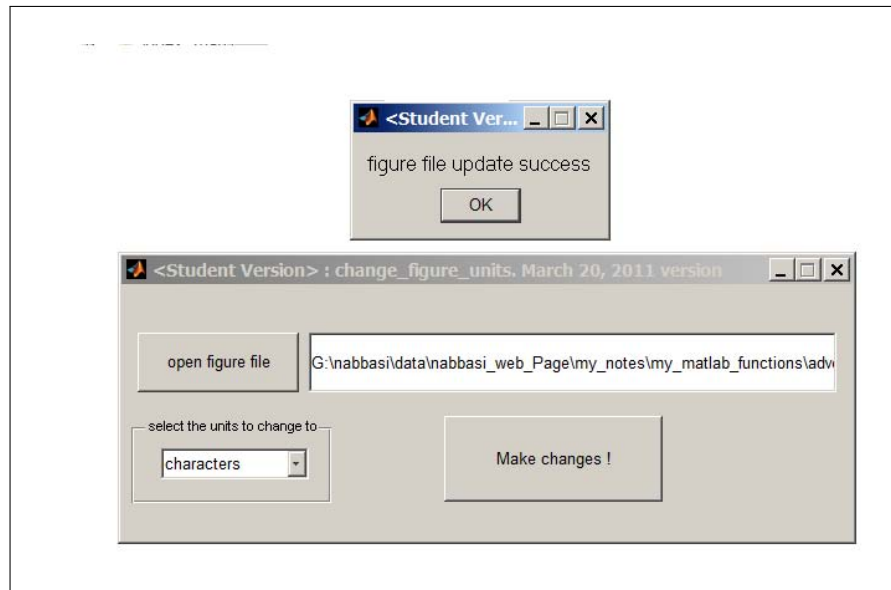 <Student Ver...
figure file update success
OK
<Student Version> : change_figure_units. March 20, 2011 version
open figure file
G:\nabbasi\data\nabbasi_web_Page\my_notes\my_matlab_functions\adv
select the units to change to
characters
Make changes !